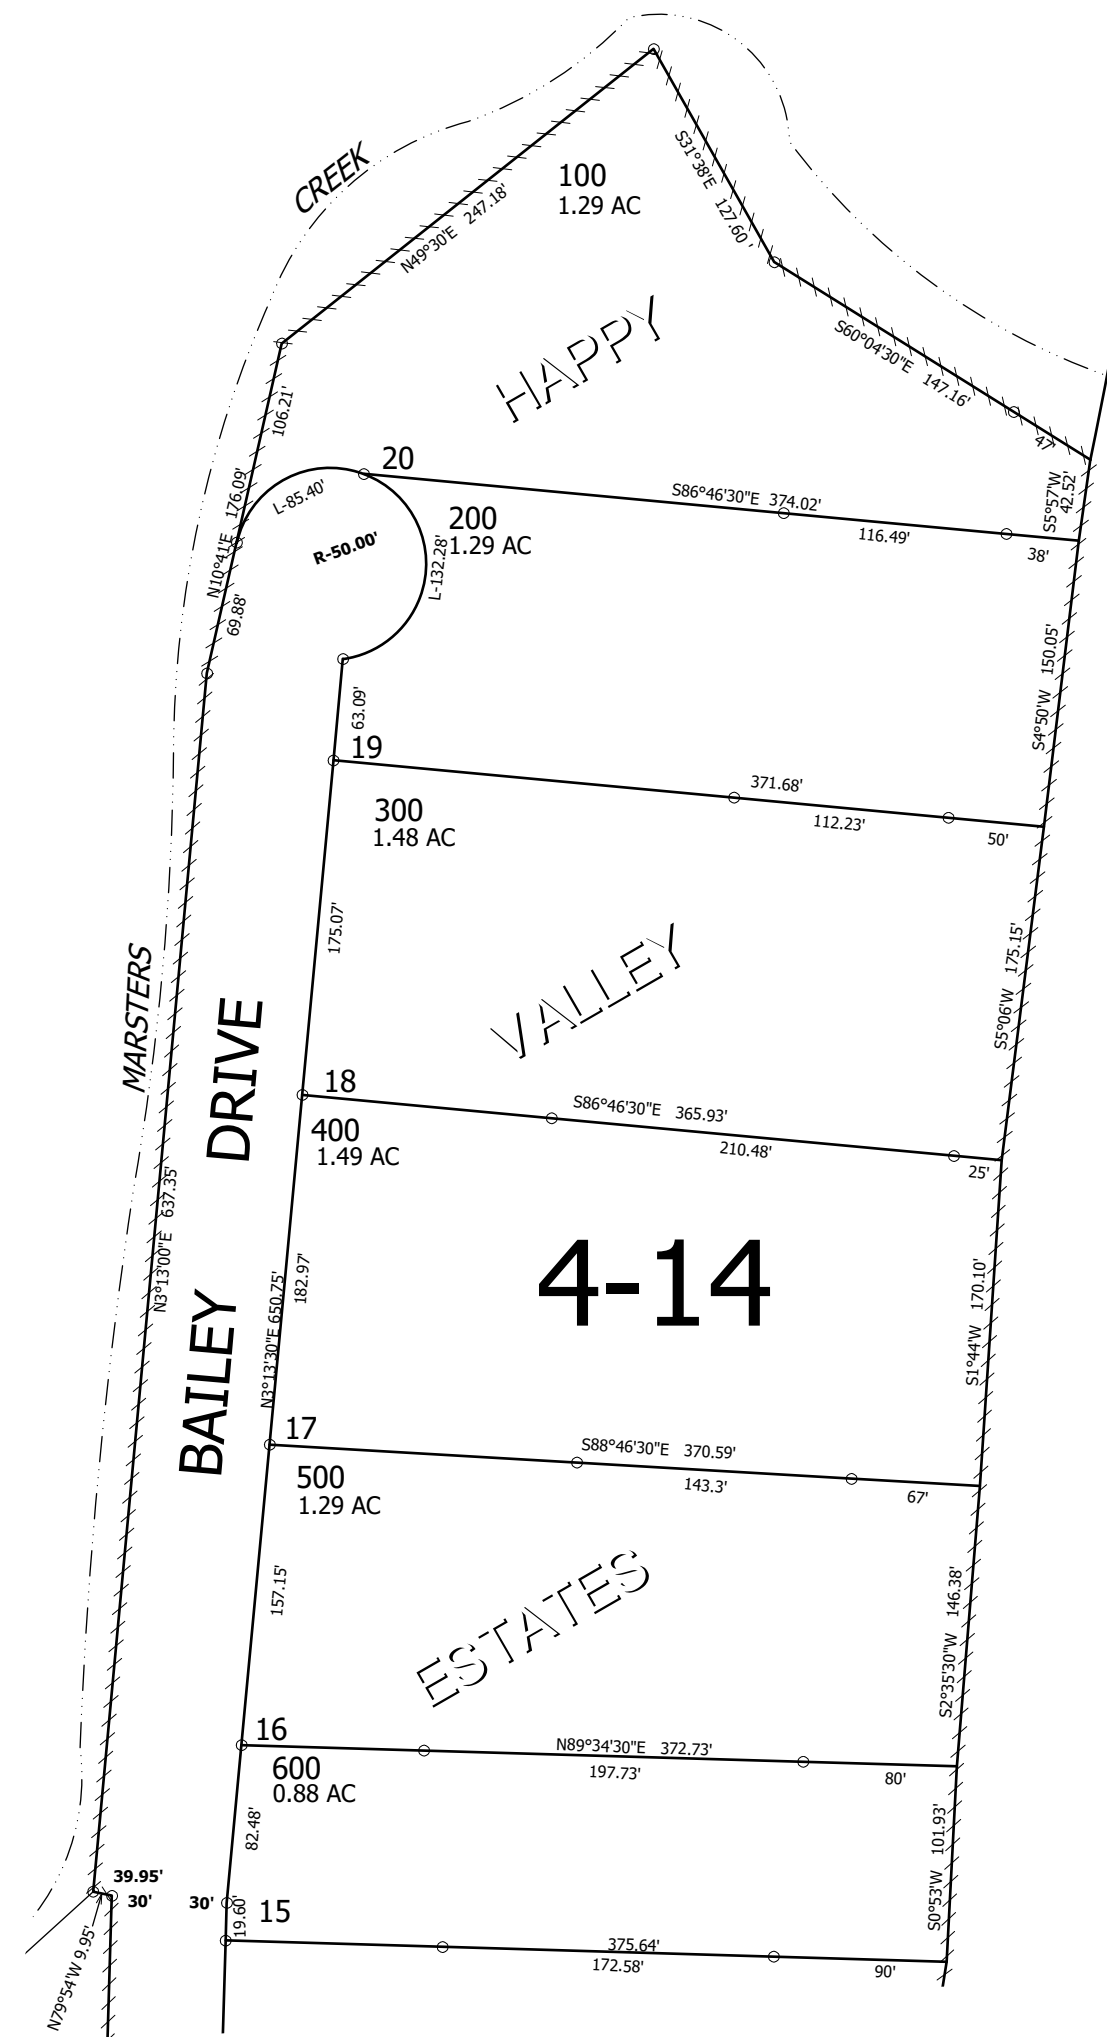 CREEK
100
1.29 AC
N49°30'E 247.18'
S31°38'E 127.60'
HAPPY
S60°04'30"E 147.16'
47'
106.21'
N10°41'E 176.09'
L-85.40'
R-50.00'
20
S86°46'30"E 374.02'
116.49'
38'
S5°57'W
42.52'
200
1.29 AC
L-132.28'
69.88'
63.09'
S4°50'W 150.05'
19
371.68'
112.23'
50'
300
1.48 AC
175.07'
S5°06'W 175.15'
MARSTERS
BAILEY DRIVE
VALLEY
18
S86°46'30"E 365.93'
210.48'
25'
400
1.49 AC
N3°13'00"E 637.35'
N3°13'30"E 650.75'
182.97'
4-14
S1°44'W 170.10'
17
S88°46'30"E 370.59'
143.3'
67'
500
1.29 AC
157.15'
ESTATES
S2°35'30"W 146.38'
16
N89°34'30"E 372.73'
197.73'
80'
600
0.88 AC
82.48'
S0°53'W 101.93'
39.95'
30'
30'
19.60'
15
375.64'
172.58'
90'
N79°54'W 9.95'